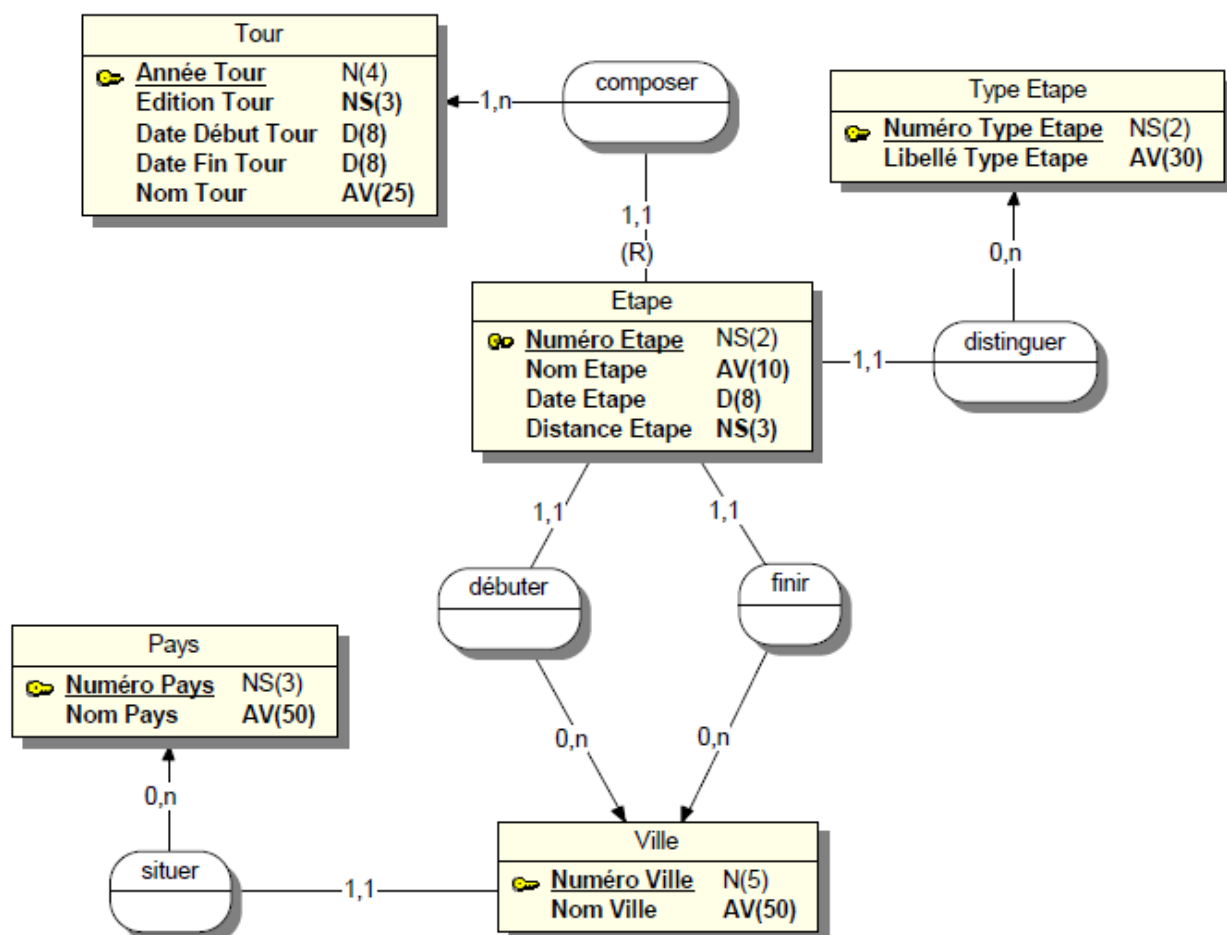 Tour
Année Tour N(4)
Edition Tour NS(3)
Date Début Tour D(8)
Date Fin Tour D(8)
Nom Tour AV(25)
1,n
composer
1,1
(R)
Type Etape
Numéro Type Etape NS(2)
Libellé Type Etape AV(30)
0,n
distinguer
1,1
Etape
Numéro Etape NS(2)
Nom Etape AV(10)
Date Etape D(8)
Distance Etape NS(3)
1,1
1,1
débuter
finir
0,n
0,n
Pays
Numéro Pays NS(3)
Nom Pays AV(50)
0,n
situer
1,1
Ville
Numéro Ville N(5)
Nom Ville AV(50)